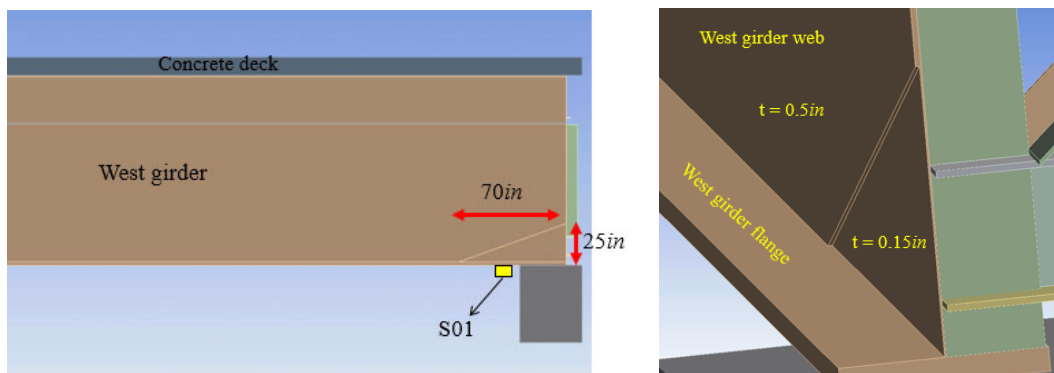 Concrete deck
West girder
70in
25in
S01
West girder web
t = 0.5in
West girder flange
t = 0.15in